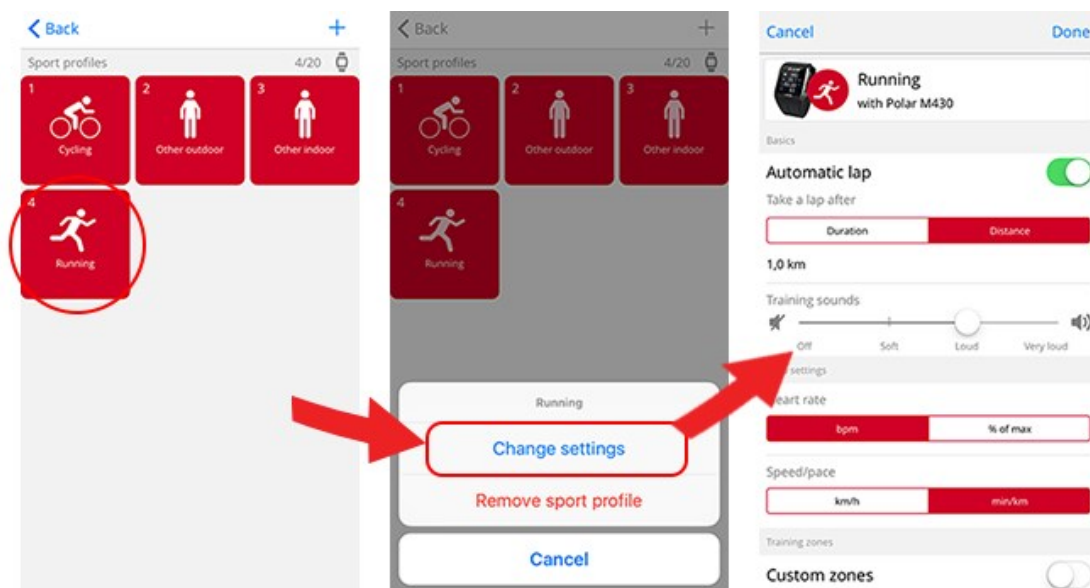 Back
Sport profiles 4/20
1 2 3
Cycling Other outdoor Other indoor
4
Running
Back
Sport profiles 4/20
1 2 3
Cycling Other outdoor Other indoor
4
Running
Running
Change settings
Remove sport profile
Cancel
Cancel Done
Running
with Polar M430
Basics
Automatic lap
Take a lap after
Duration Distance
1,0 km
Training sounds
Off Soft Loud Very loud
settings
eart rate
bpm % of max
Speed/pace
km/h min/km
Training zones
Custom zones